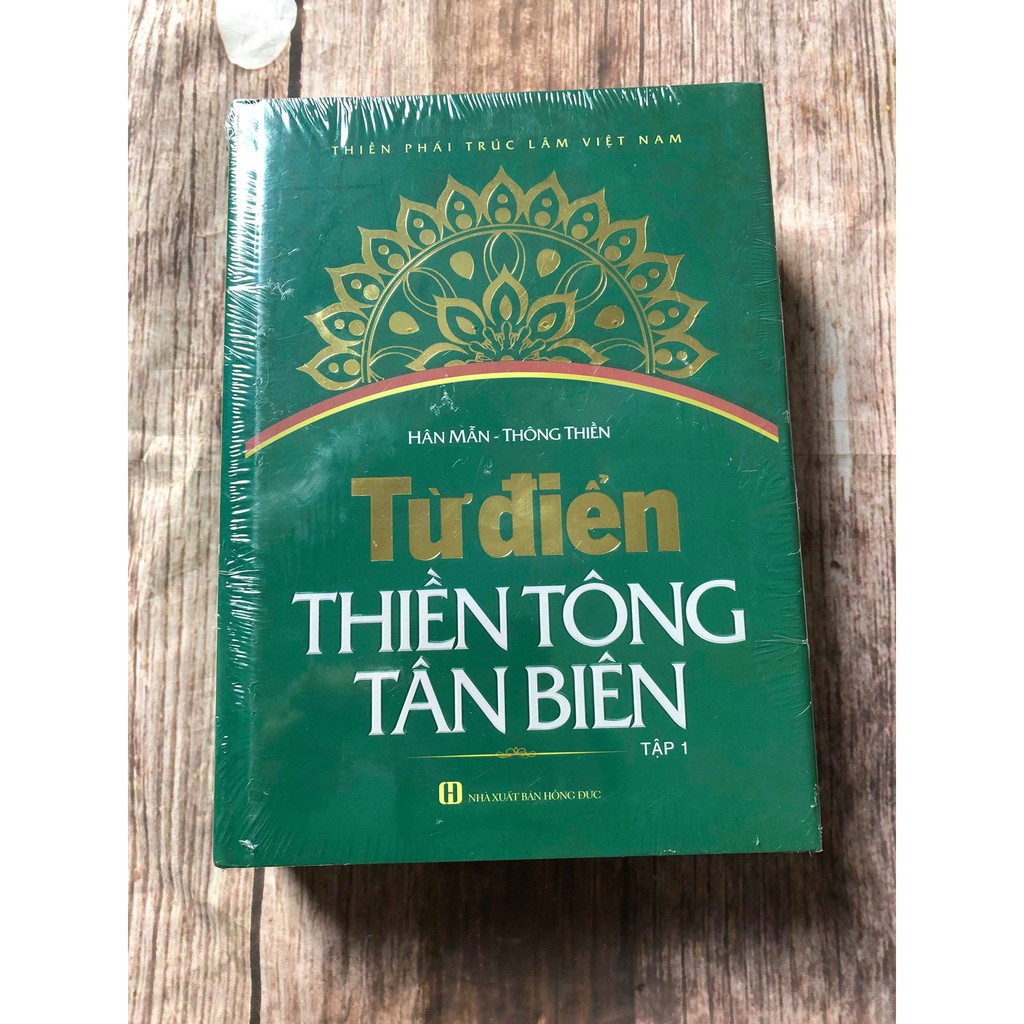 THIỀN PHÁI TRÚC LÂM VIỆT NAM
HÂN MẪN - THÔNG THIỀN
Từ điển
THIỀN TÔNG
TÂN BIÊN
TẬP 1
H NHÀ XUẤT BẢN HỒNG ĐỨC